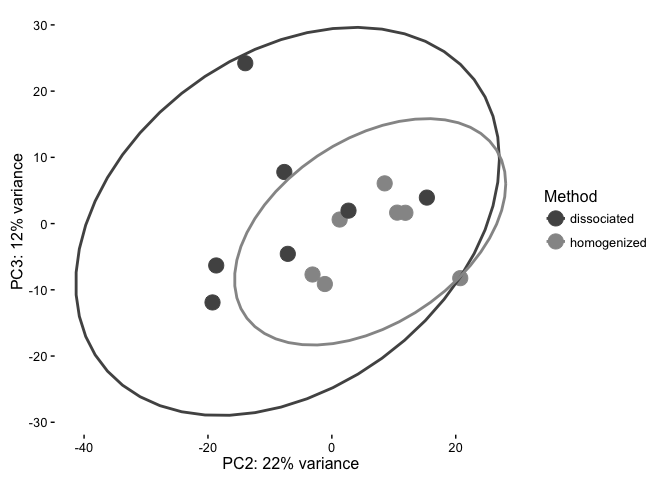 30
20
10
0
-10
-20
-30
PC3: 12% variance
-40
-20
0
20
PC2: 22% variance
Method
dissociated
homogenized